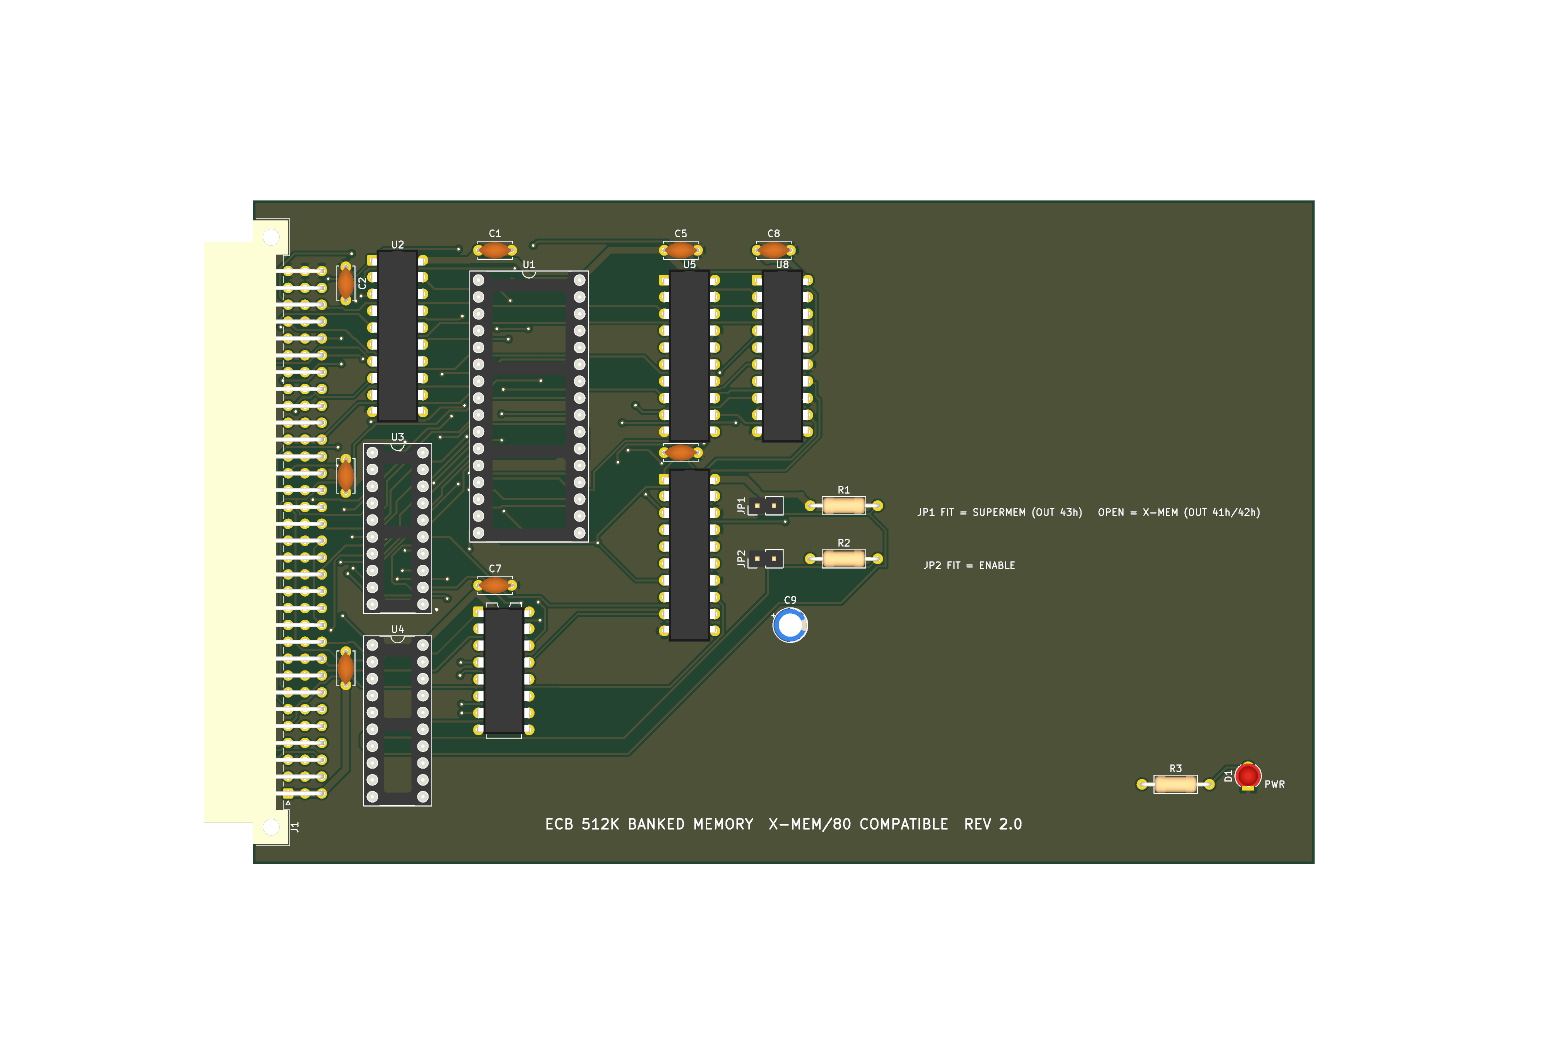 C1
C5
C8
U2
U1
U5
U8
C2
U3
R1
JP1
JP1 FIT = SUPERMEM (OUT 43h) OPEN = X-MEM (OUT 41h/42h)
R2
JP2
JP2 FIT = ENABLE
C7
C9
+
U4
R3
D1
PWR
J1
ECB 512K BANKED MEMORY X-MEM/80 COMPATIBLE REV 2.0